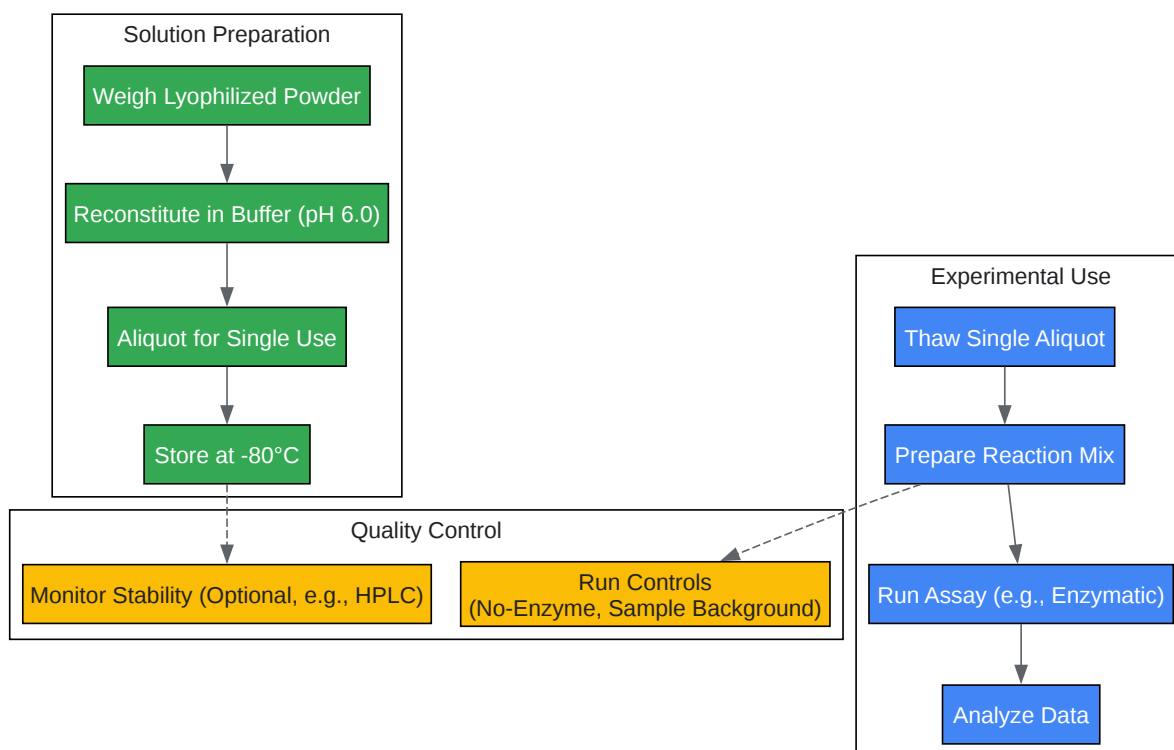 Solution Preparation
Weigh Lyophilized Powder
Reconstitute in Buffer (pH 6.0)
Aliquot for Single Use
Store at -80°C
Quality Control
Monitor Stability (Optional, e.g., HPLC)
Run Controls
(No-Enzyme, Sample Background)
Experimental Use
Thaw Single Aliquot
Prepare Reaction Mix
Run Assay (e.g., Enzymatic)
Analyze Data